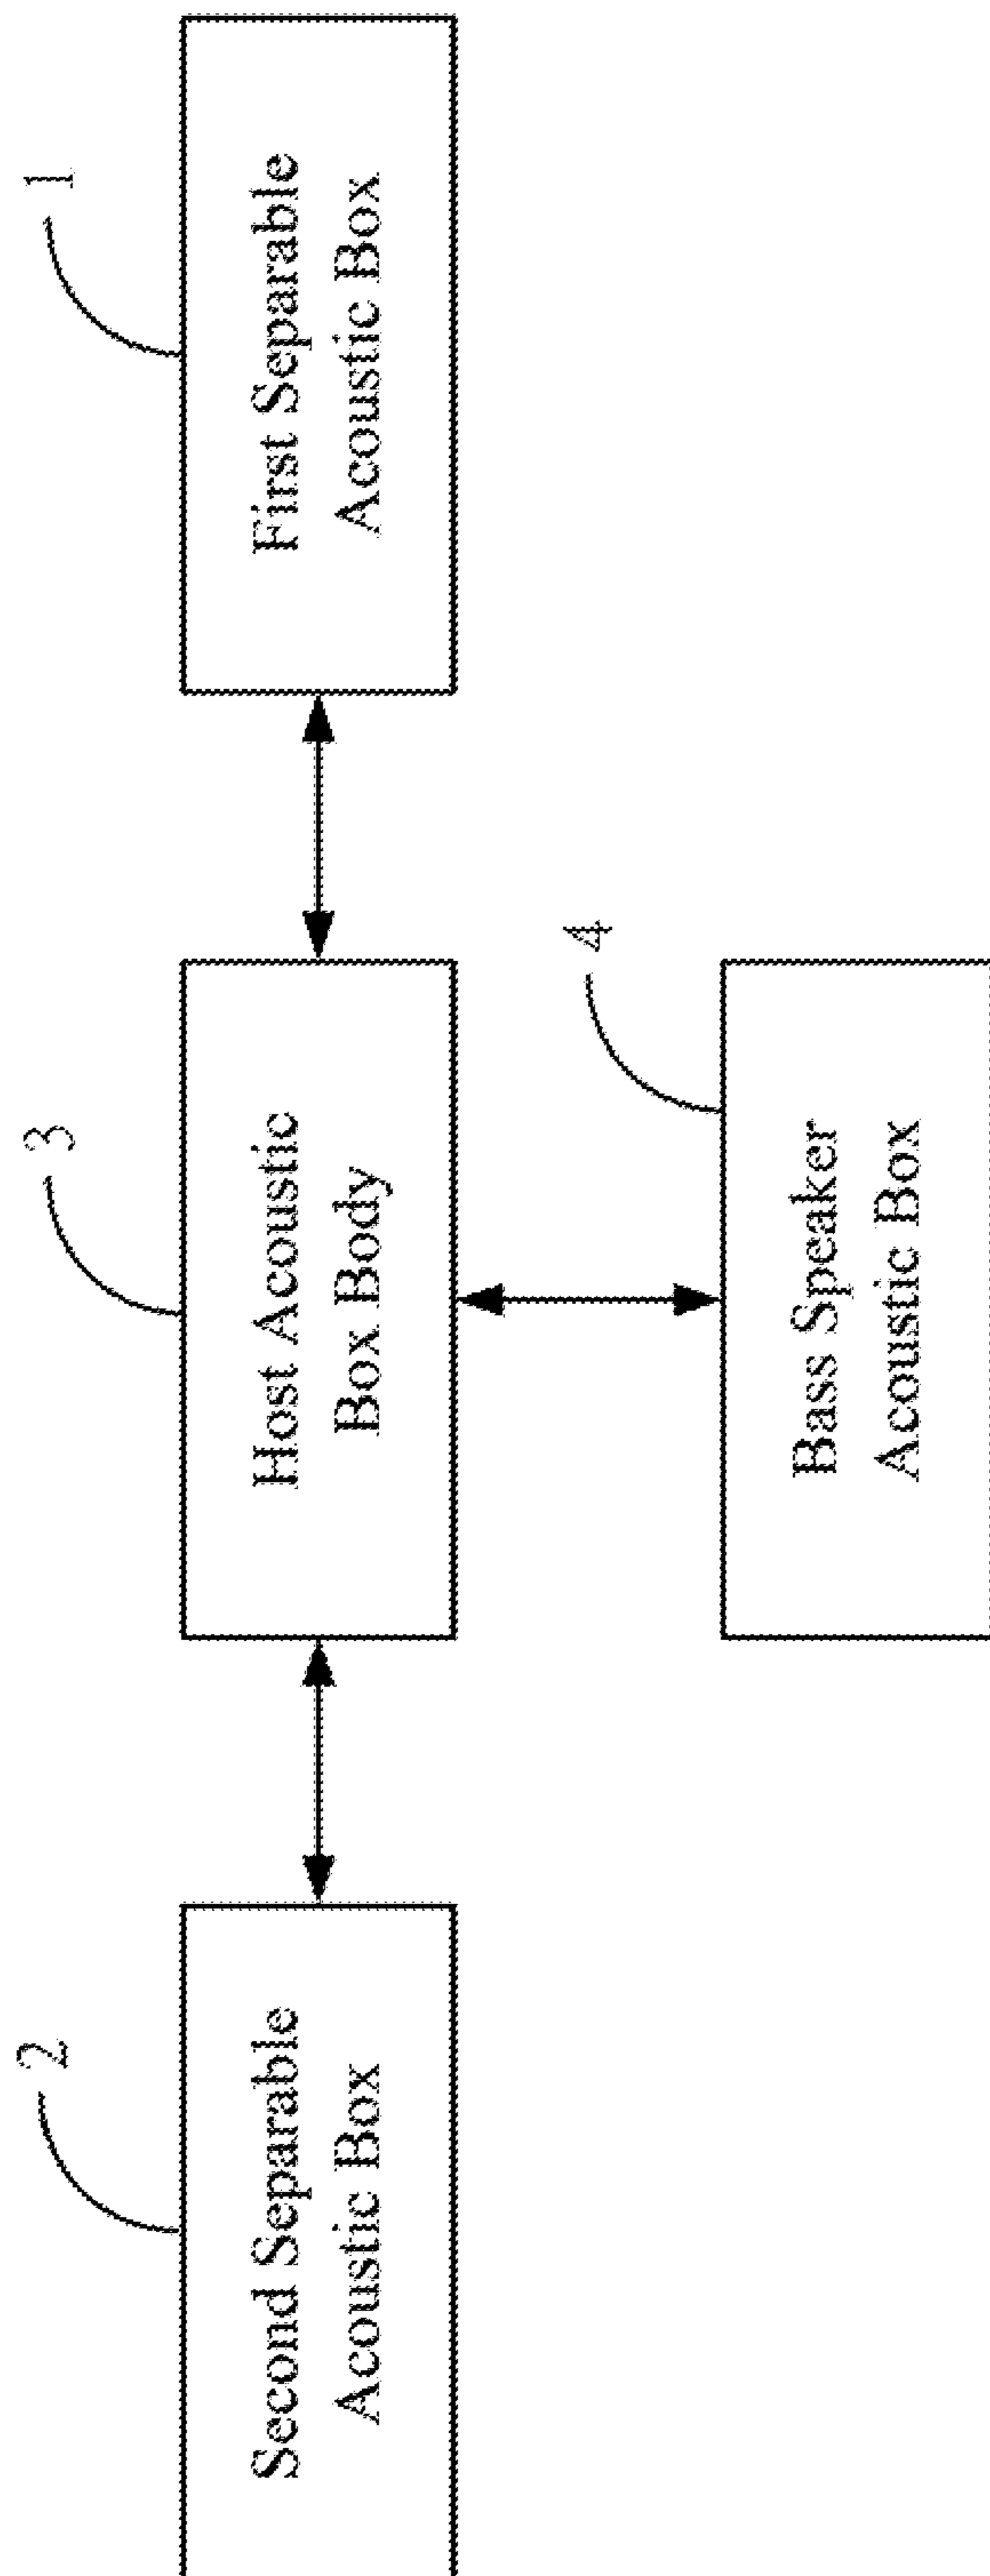 2
Second Separable
Acoustic Box
3
Host Acoustic
Box Body
1
First Separable
Acoustic Box
4
Bass Speaker
Acoustic Box